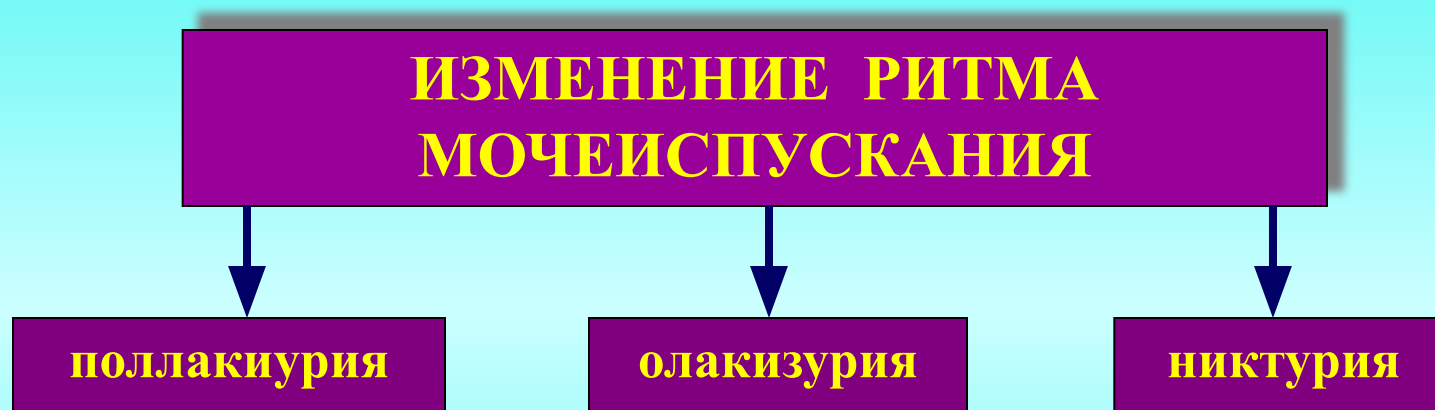 ИЗМЕНЕНИЕ РИТМА
МОЧЕИСПУСКАНИЯ
поллакиурия
олакизурия
никтурия